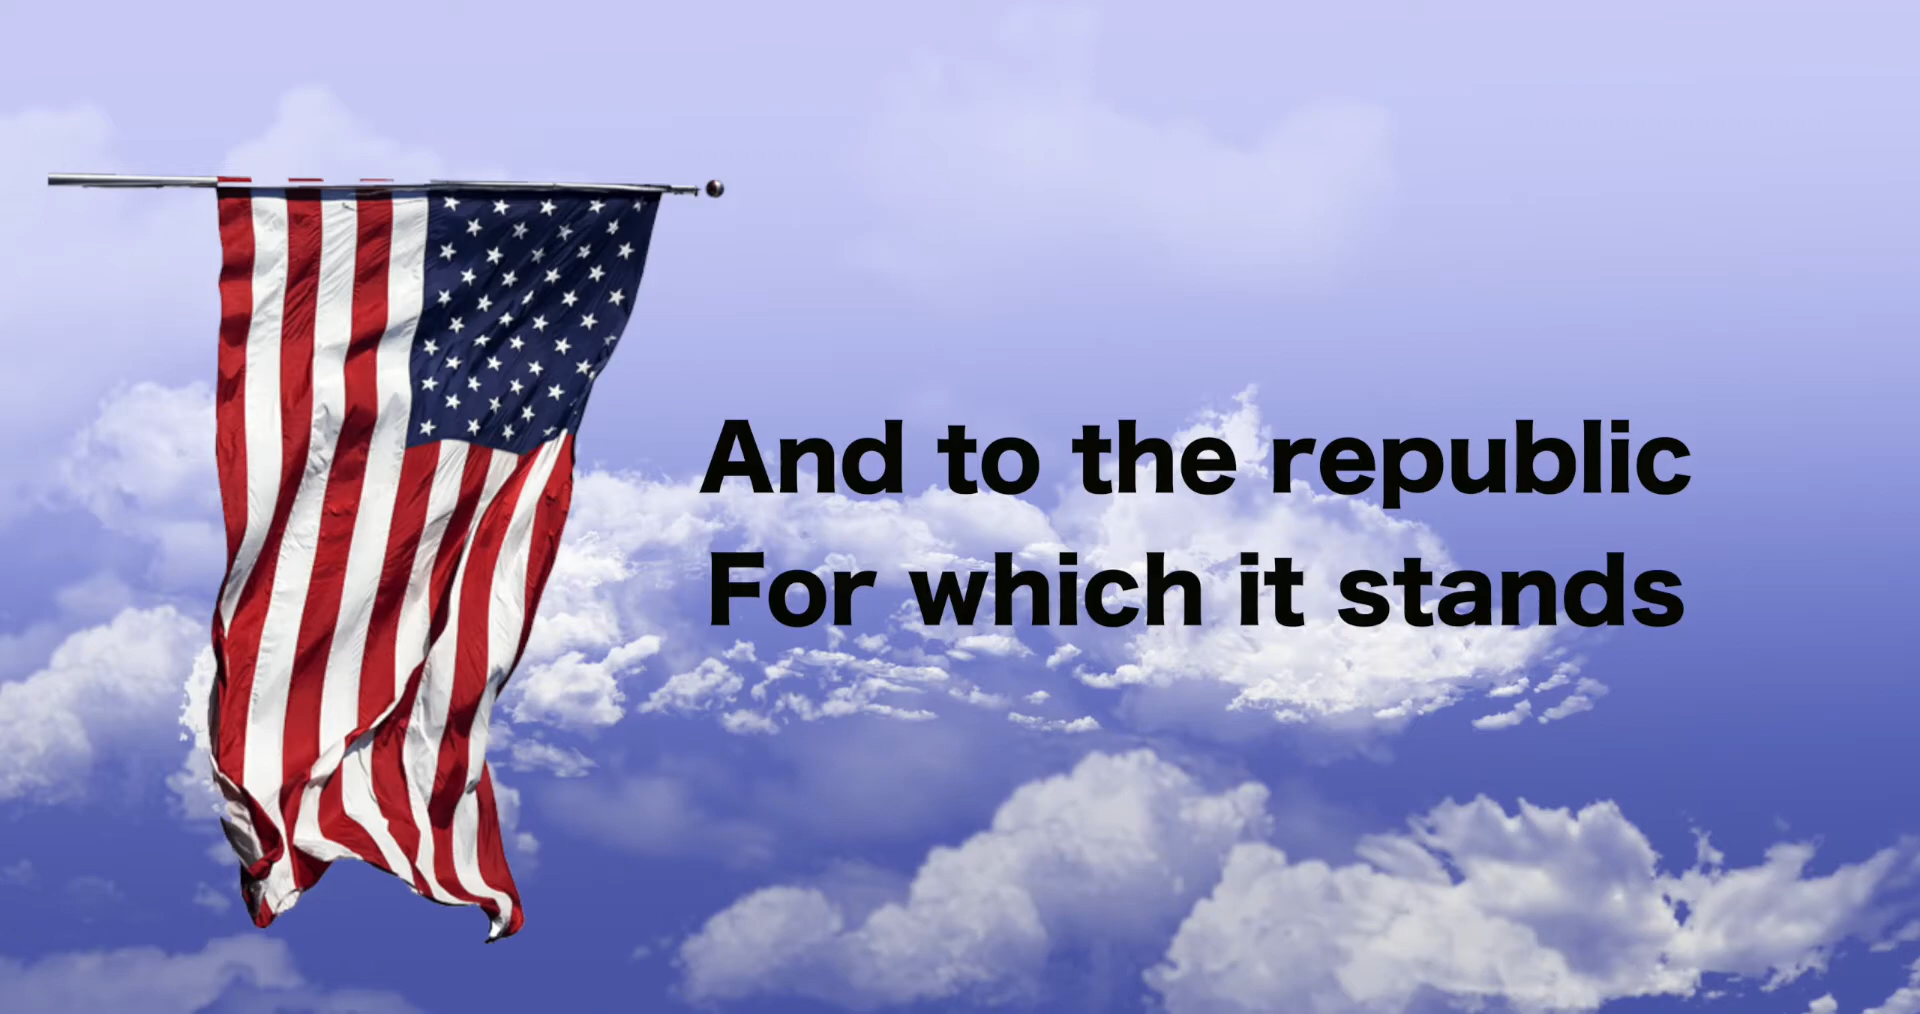 And to the republic
For which it stands